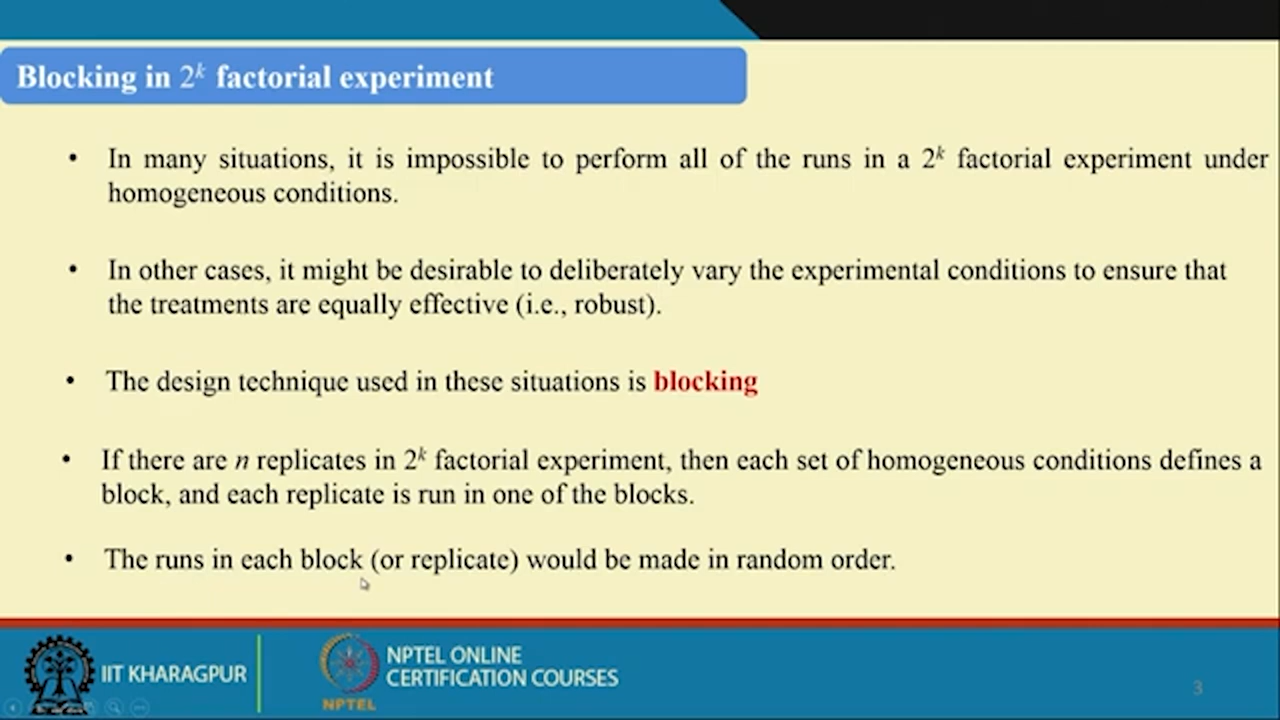 Blocking in 2ᵏ factorial experiment
• In many situations, it is impossible to perform all of the runs in a 2ᵏ factorial experiment under
homogeneous conditions.
• In other cases, it might be desirable to deliberately vary the experimental conditions to ensure that
the treatments are equally effective (i.e., robust).
• The design technique used in these situations is blocking
• If there are n replicates in 2ᵏ factorial experiment, then each set of homogeneous conditions defines a
block, and each replicate is run in one of the blocks.
• The runs in each block (or replicate) would be made in random order.
IIT KHARAGPUR
NPTEL
NPTEL ONLINE
CERTIFICATION COURSES
3